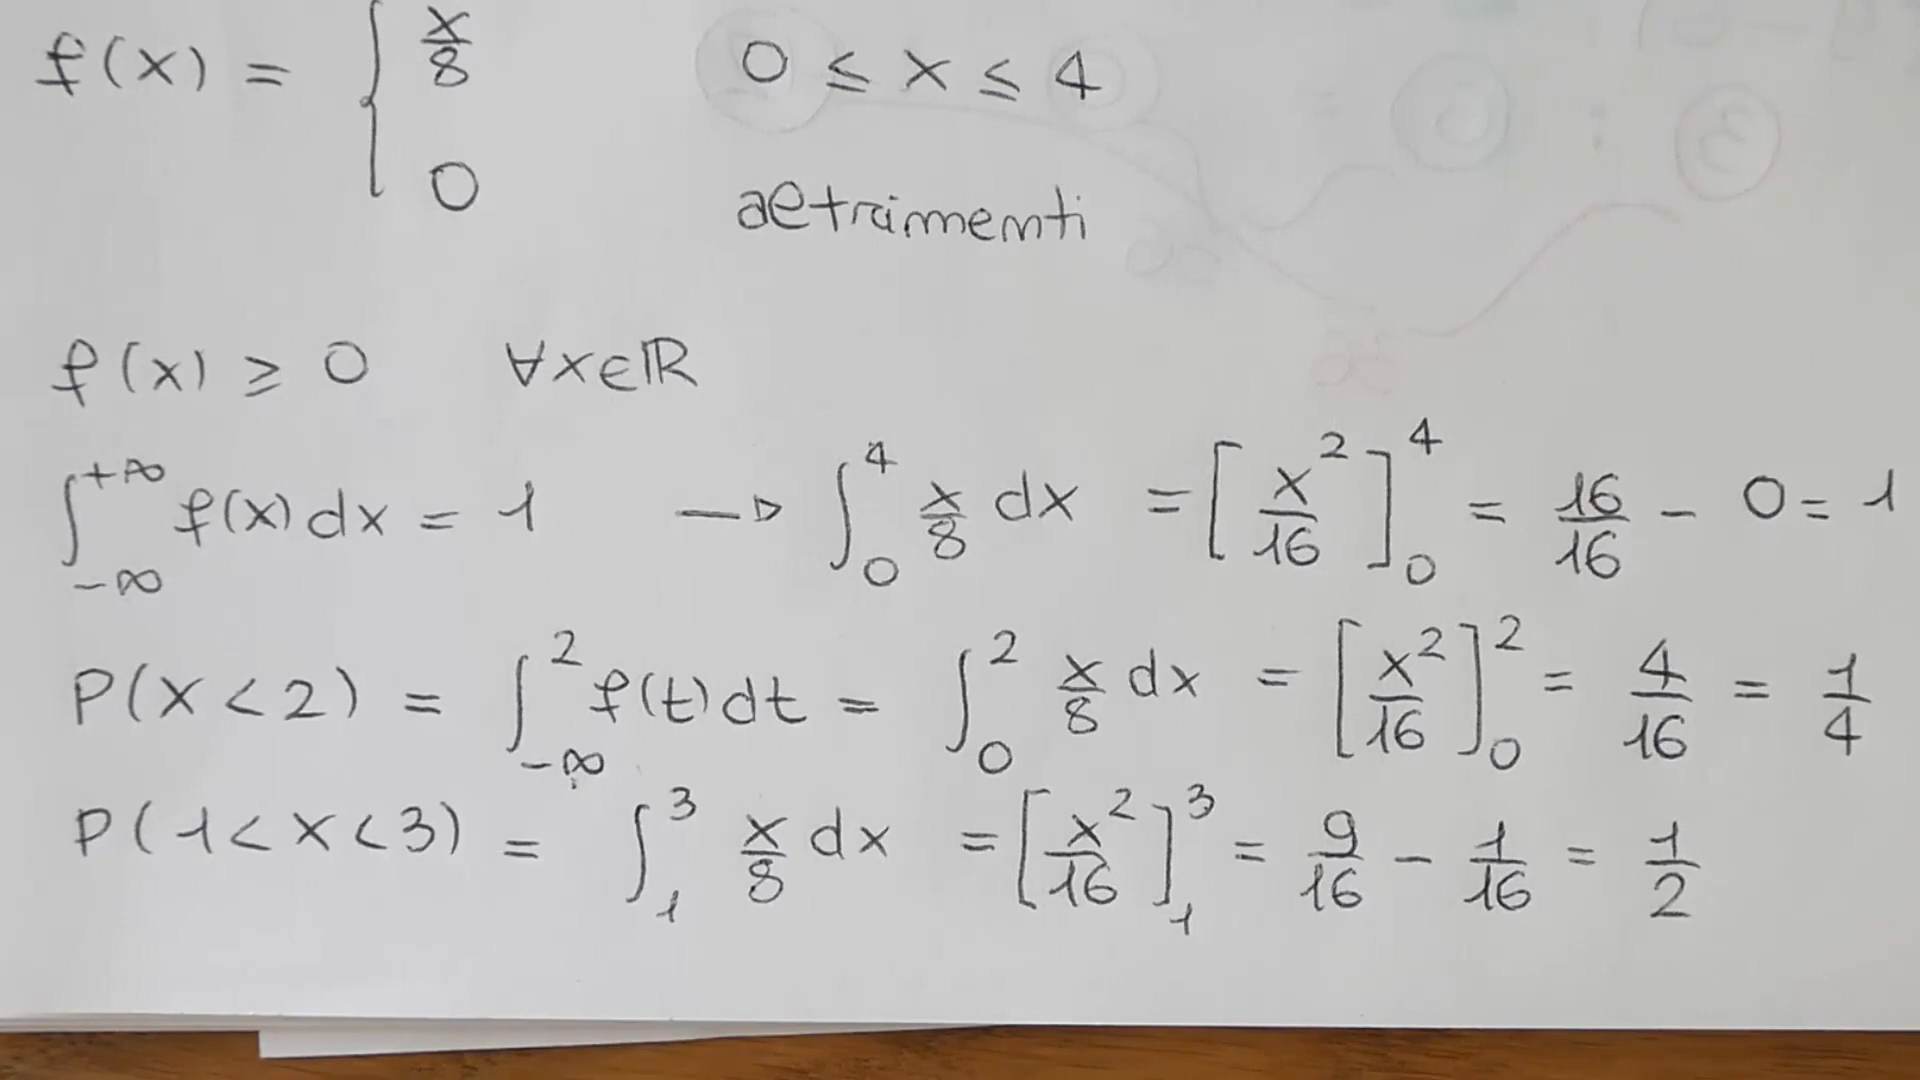 f(x) = { x/8   0 ≤ x ≤ 4
0   altrimenti
f(x) ≥ 0   ∀x∈ℝ
∫_{-∞}^{+∞} f(x) dx = 1 → ∫_0^4 x/8 dx = [x²/16]_0^4 = 16/16 - 0 = 1
P(X < 2) = ∫_{-∞}^2 f(t) dt = ∫_0^2 x/8 dx = [x²/16]_0^2 = 4/16 = 1/4
P(1 < X < 3) = ∫_1^3 x/8 dx = [x²/16]_1^3 = 9/16 - 1/16 = 1/2